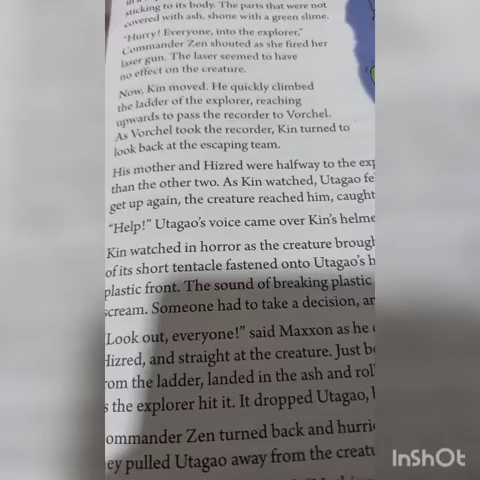 sticking to its body. The parts that were not
covered with ash, shone with a green slime.
"Hurry! Everyone, into the explorer,"
Commander Zen shouted as she fired her
laser gun. The laser seemed to have
no effect on the creature.
Now, Kin moved. He quickly climbed
the ladder of the explorer, reaching
upwards to pass the recorder to Vorchel.
As Vorchel took the recorder, Kin turned to
look back at the escaping team.
His mother and Hizred were halfway to the exp
than the other two. As Kin watched, Utagao fe
get up again, the creature reached him, caught
"Help!" Utagao's voice came over Kin's helme
Kin watched in horror as the creature brough
of its short tentacle fastened onto Utagao's h
plastic front. The sound of breaking plastic
scream. Someone had to take a decision, an
Look out, everyone!" said Maxxon as he
Hizred, and straight at the creature. Just be
rom the ladder, landed in the ash and rol
s the explorer hit it. It dropped Utagao,
ommander Zen turned back and hurri
ey pulled Utagao away from the creatu
InShOt